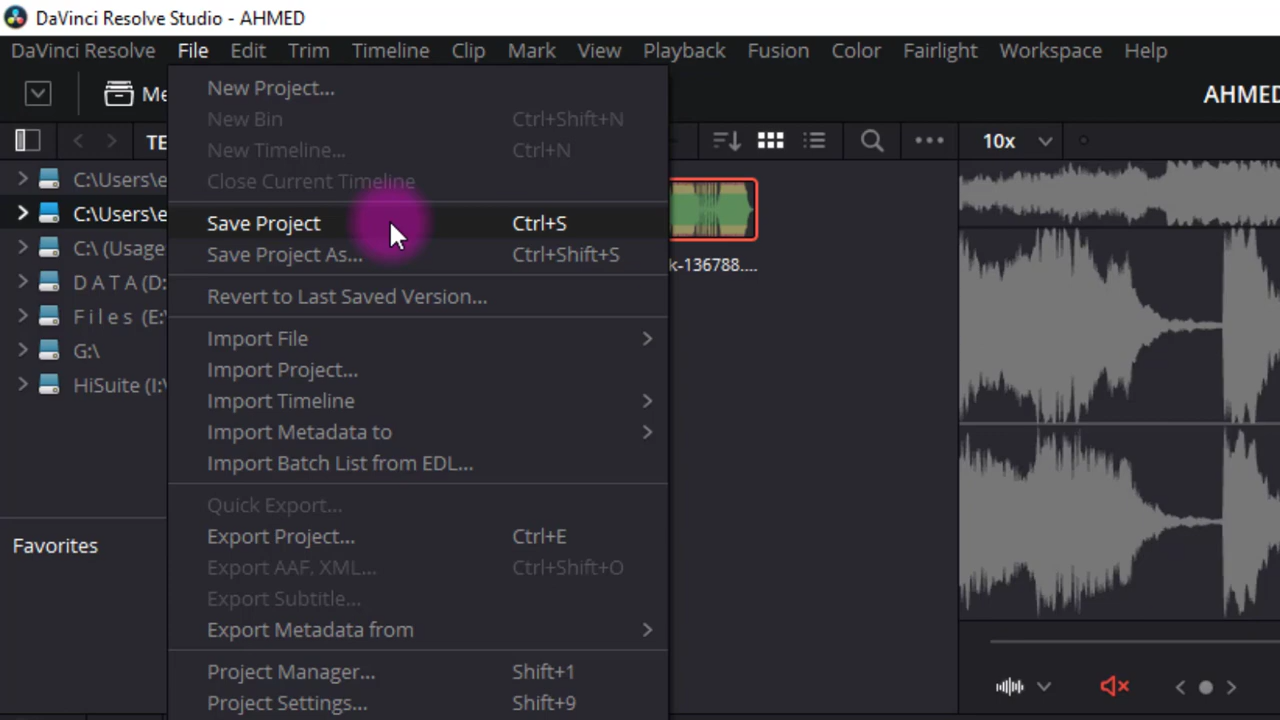 DaVinci Resolve Studio - AHMED
DaVinci Resolve File Edit Trim Timeline Clip Mark View Playback Fusion Color Fairlight Workspace Help
Me
AHMED
TE
10x
C:\Users\e
C:\Users\e
C:\ (Usage
D A T A (D:
F i l e s (E:\
G:\
HiSuite (I:\
Favorites
New Project...
New Bin Ctrl+Shift+N
New Timeline... Ctrl+N
Close Current Timeline
Save Project Ctrl+S
Save Project As... Ctrl+Shift+S
Revert to Last Saved Version...
Import File
Import Project...
Import Timeline
Import Metadata to
Import Batch List from EDL...
Quick Export...
Export Project... Ctrl+E
Export AAF, XML... Ctrl+Shift+O
Export Subtitle...
Export Metadata from
Project Manager... Shift+1
Project Settings... Shift+9
k-136788....